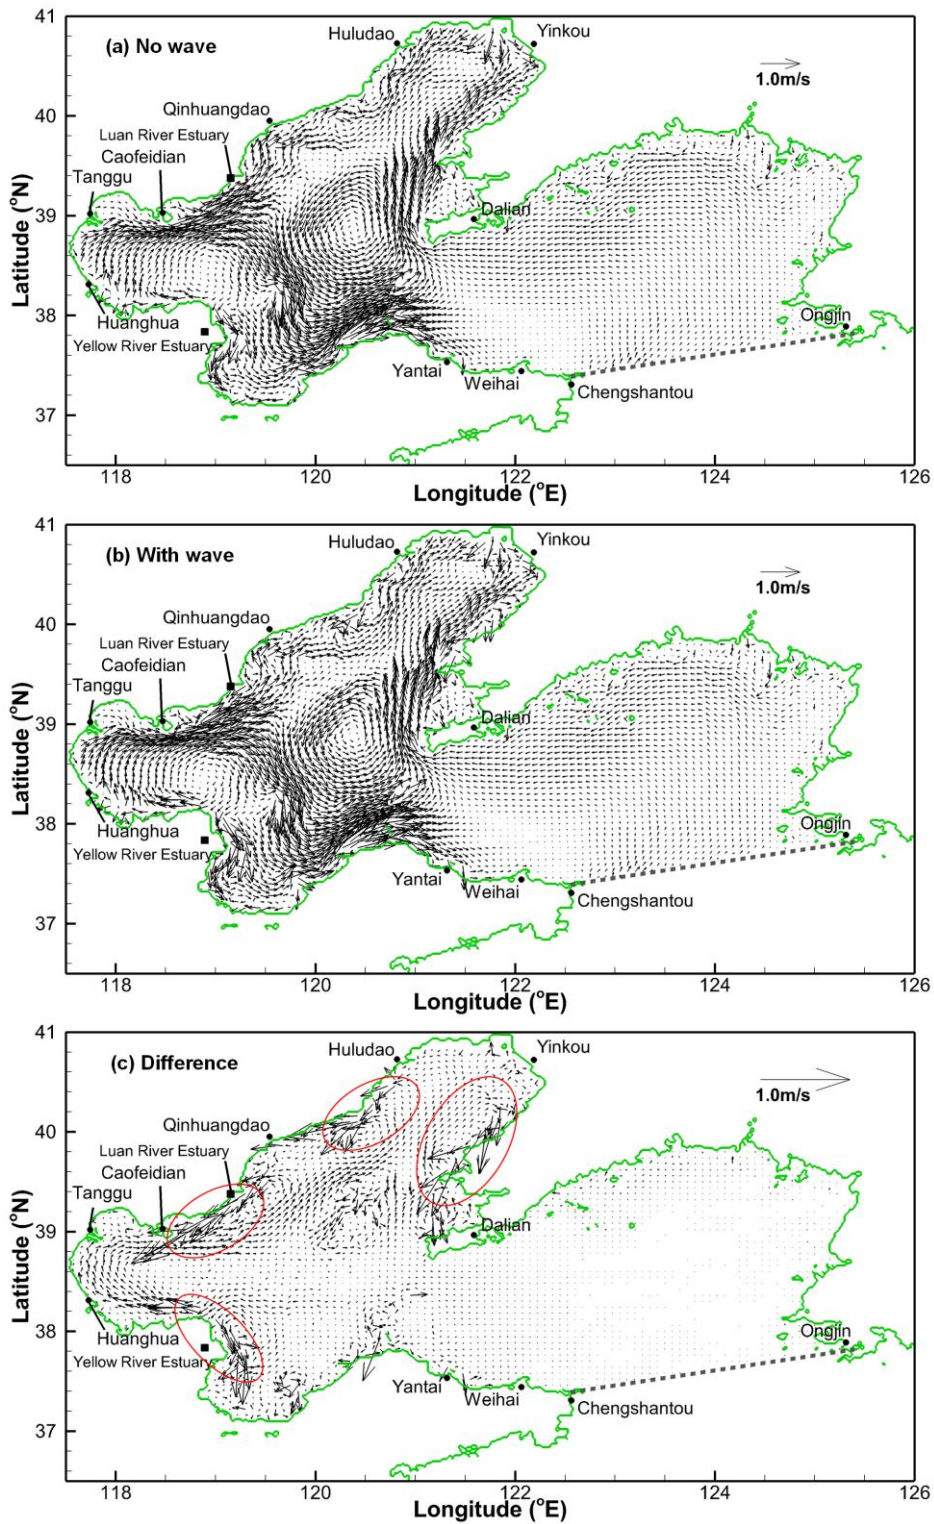 41
(a) No wave
Huludao
Yinkou
1.0m/s
Qinhuangdao
40
Luan River Estuary
Caofeidian
Tanggu
39
Dalian
Latitude (°N)
38
Huanghua
Ongjin
Yellow River Estuary
Yantai
Weihai
Chengshantou
37
118
120
122
124
126
Longitude (°E)
41
(b) With wave
Huludao
Yinkou
1.0m/s
Qinhuangdao
40
Luan River Estuary
Caofeidian
Tanggu
39
Dalian
Latitude (°N)
38
Huanghua
Ongjin
Yellow River Estuary
Yantai
Weihai
Chengshantou
37
118
120
122
124
126
Longitude (°E)
41
(c) Difference
Huludao
Yinkou
1.0m/s
Qinhuangdao
40
Luan River Estuary
Caofeidian
Tanggu
39
Dalian
Latitude (°N)
38
Huanghua
Ongjin
Yellow River Estuary
Yantai
Weihai
Chengshantou
37
118
120
122
124
126
Longitude (°E)